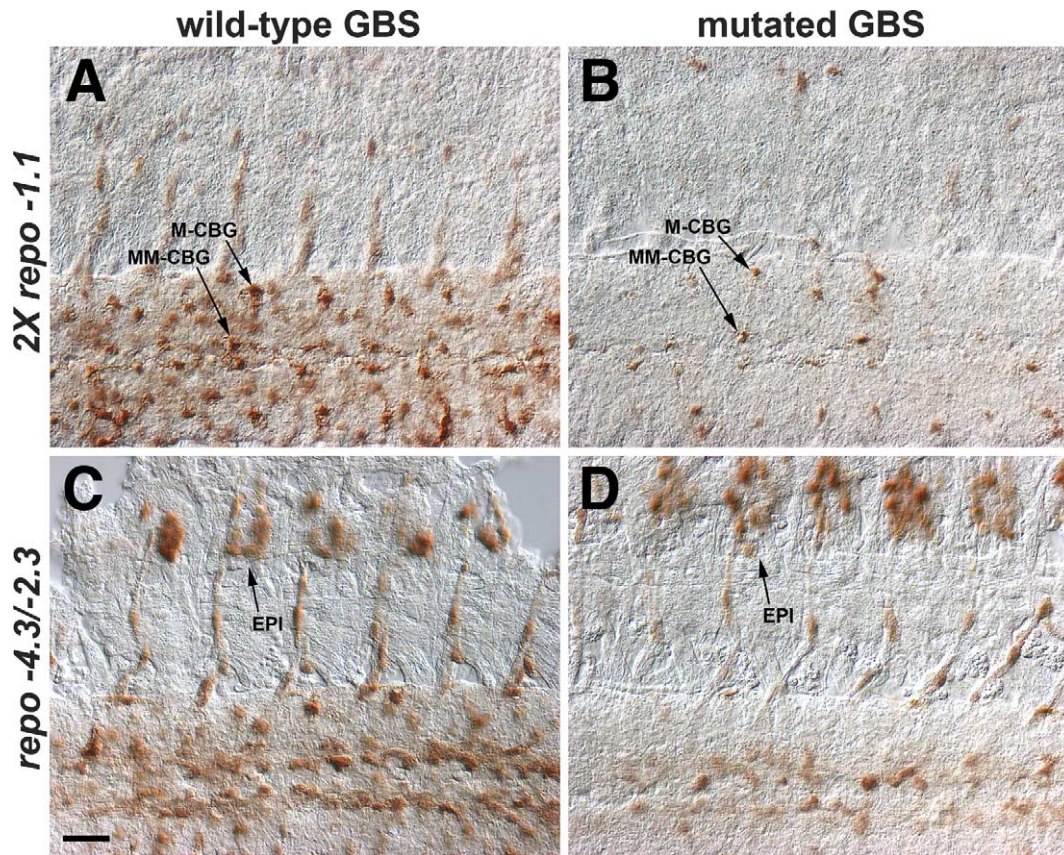 wild-type GBS
mutated GBS
2X repo -1.1
A
M-CBG
MM-CBG
B
M-CBG
MM-CBG
repo -4.3/-2.3
C
EPI
D
EPI